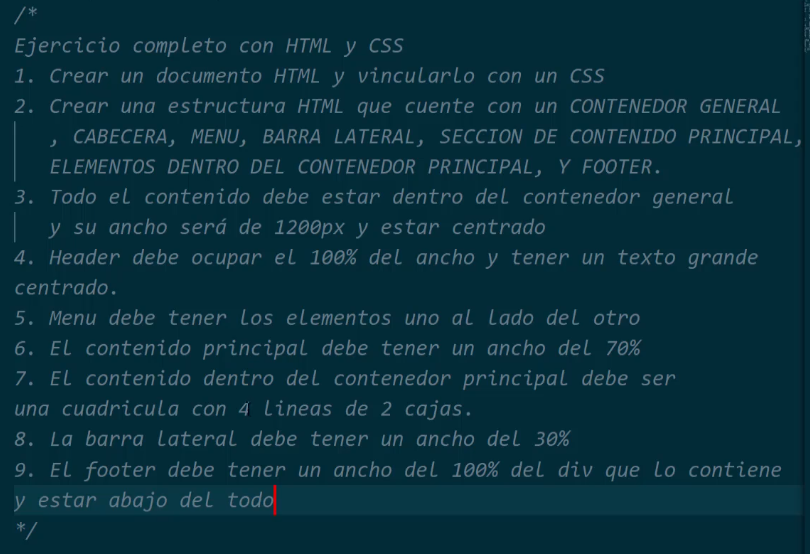 /*
Ejercicio completo con HTML y CSS
1. Crear un documento HTML y vincularlo con un CSS
2. Crear una estructura HTML que cuente con un CONTENEDOR GENERAL
, CABECERA, MENU, BARRA LATERAL, SECCION DE CONTENIDO PRINCIPAL,
ELEMENTOS DENTRO DEL CONTENEDOR PRINCIPAL, Y FOOTER.
3. Todo el contenido debe estar dentro del contenedor general
y su ancho será de 1200px y estar centrado
4. Header debe ocupar el 100% del ancho y tener un texto grande
centrado.
5. Menu debe tener los elementos uno al lado del otro
6. El contenido principal debe tener un ancho del 70%
7. El contenido dentro del contenedor principal debe ser
una cuadricula con 4 lineas de 2 cajas.
8. La barra lateral debe tener un ancho del 30%
9. El footer debe tener un ancho del 100% del div que lo contiene
y estar abajo del todo
*/